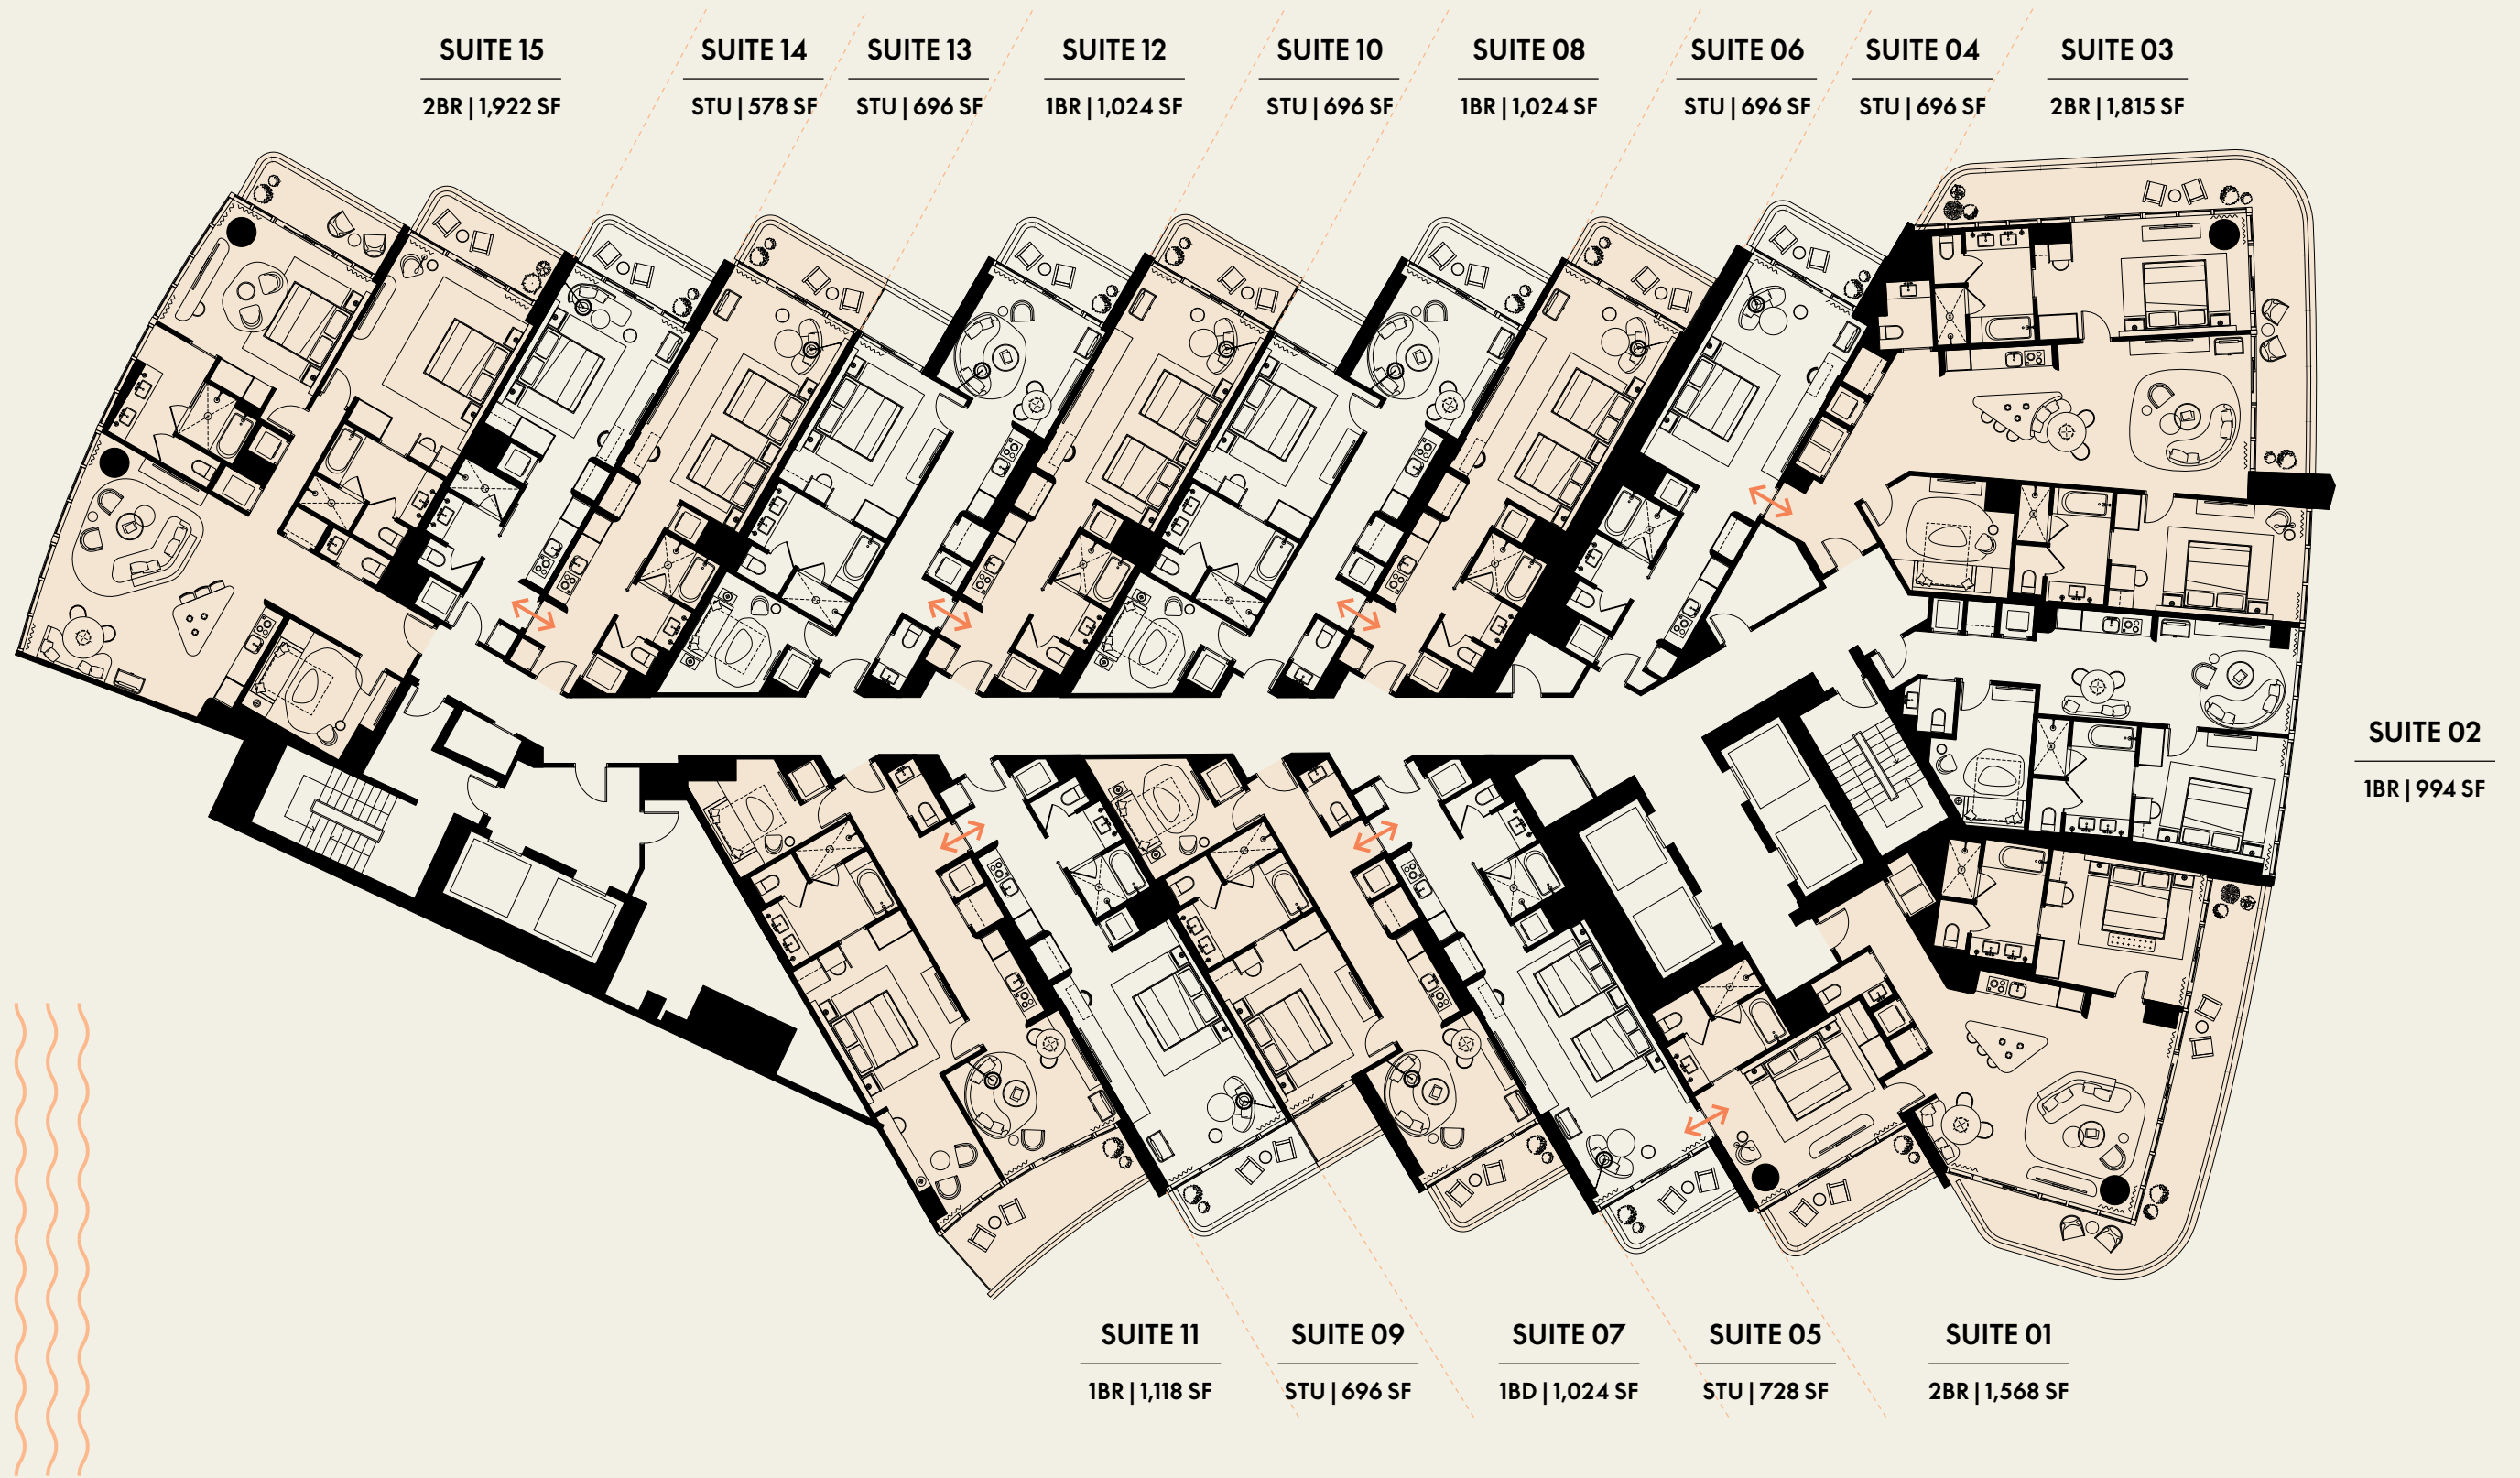 SUITE 15
2BR | 1,922 SF
SUITE 14
STU | 578 SF
SUITE 13
STU | 696 SF
SUITE 12
1BR | 1,024 SF
SUITE 10
STU | 696 SF
SUITE 08
1BR | 1,024 SF
SUITE 06
STU | 696 SF
SUITE 04
STU | 696 SF
SUITE 03
2BR | 1,815 SF
SUITE 02
1BR | 994 SF
SUITE 11
1BR | 1,118 SF
SUITE 09
STU | 696 SF
SUITE 07
1BD | 1,024 SF
SUITE 05
STU | 728 SF
SUITE 01
2BR | 1,568 SF